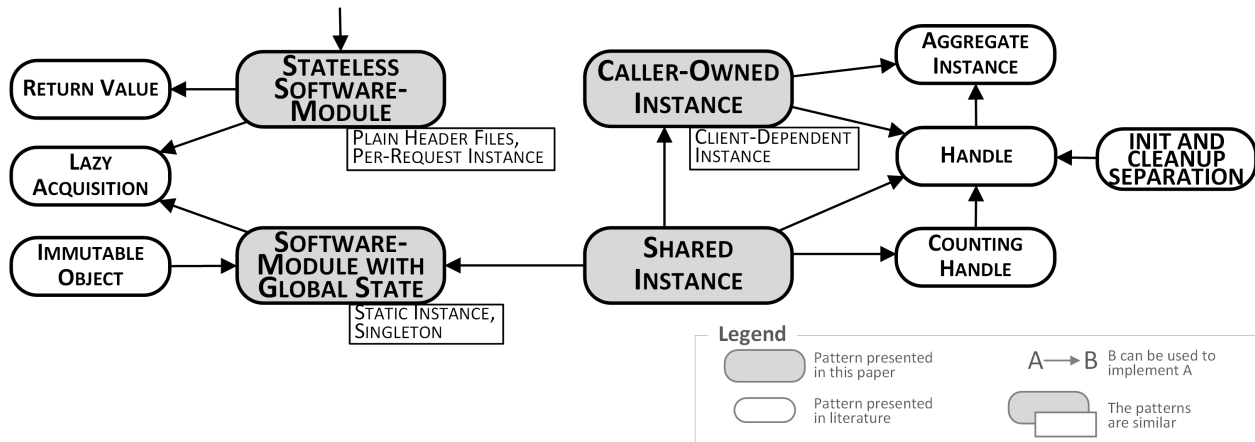 RETURN VALUE
STATELESS
SOFTWARE-
MODULE
PLAIN HEADER FILES,
PER-REQUEST INSTANCE
LAZY
ACQUISITION
IMMUTABLE
OBJECT
SOFTWARE-
MODULE WITH
GLOBAL STATE
STATIC INSTANCE,
SINGLETON
CALLER-OWNED
INSTANCE
CLIENT-DEPENDENT
INSTANCE
SHARED
INSTANCE
AGGREGATE
INSTANCE
HANDLE
INIT AND
CLEANUP
SEPARATION
COUNTING
HANDLE
Legend
Pattern presented
in this paper
Pattern presented
in literature
A B B can be used to
implement A
The patterns
are similar